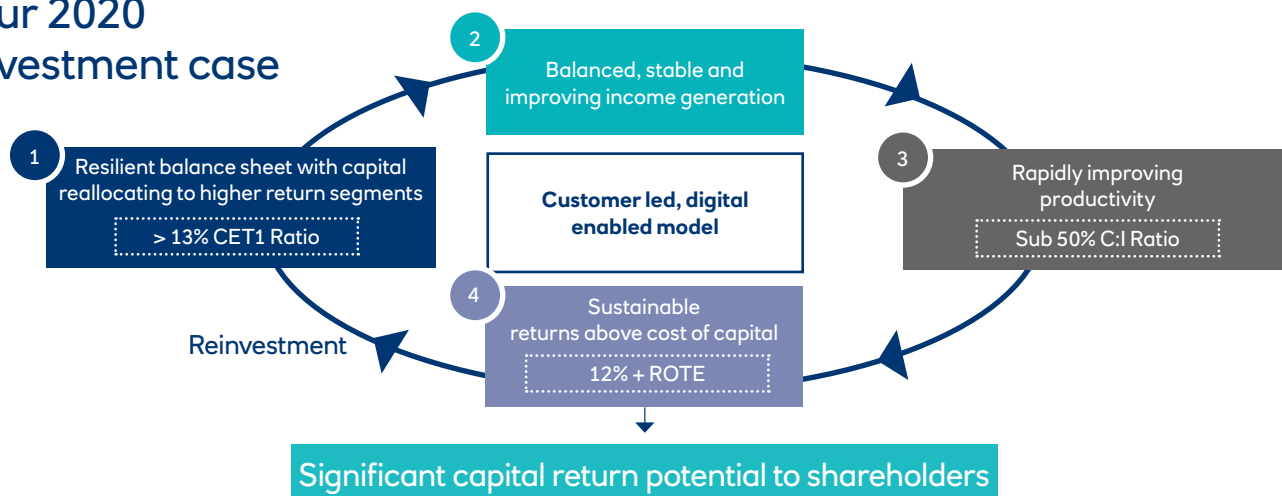 ur 2020
vestment case
1
Resilient balance sheet with capital
reallocating to higher return segments
> 13% CET1 Ratio
2
Balanced, stable and
improving income generation
3
Rapidly improving
productivity
Sub 50% C:I Ratio
Customer led, digital
enabled model
4
Sustainable
returns above cost of capital
12% + ROTE
Reinvestment
Significant capital return potential to shareholders